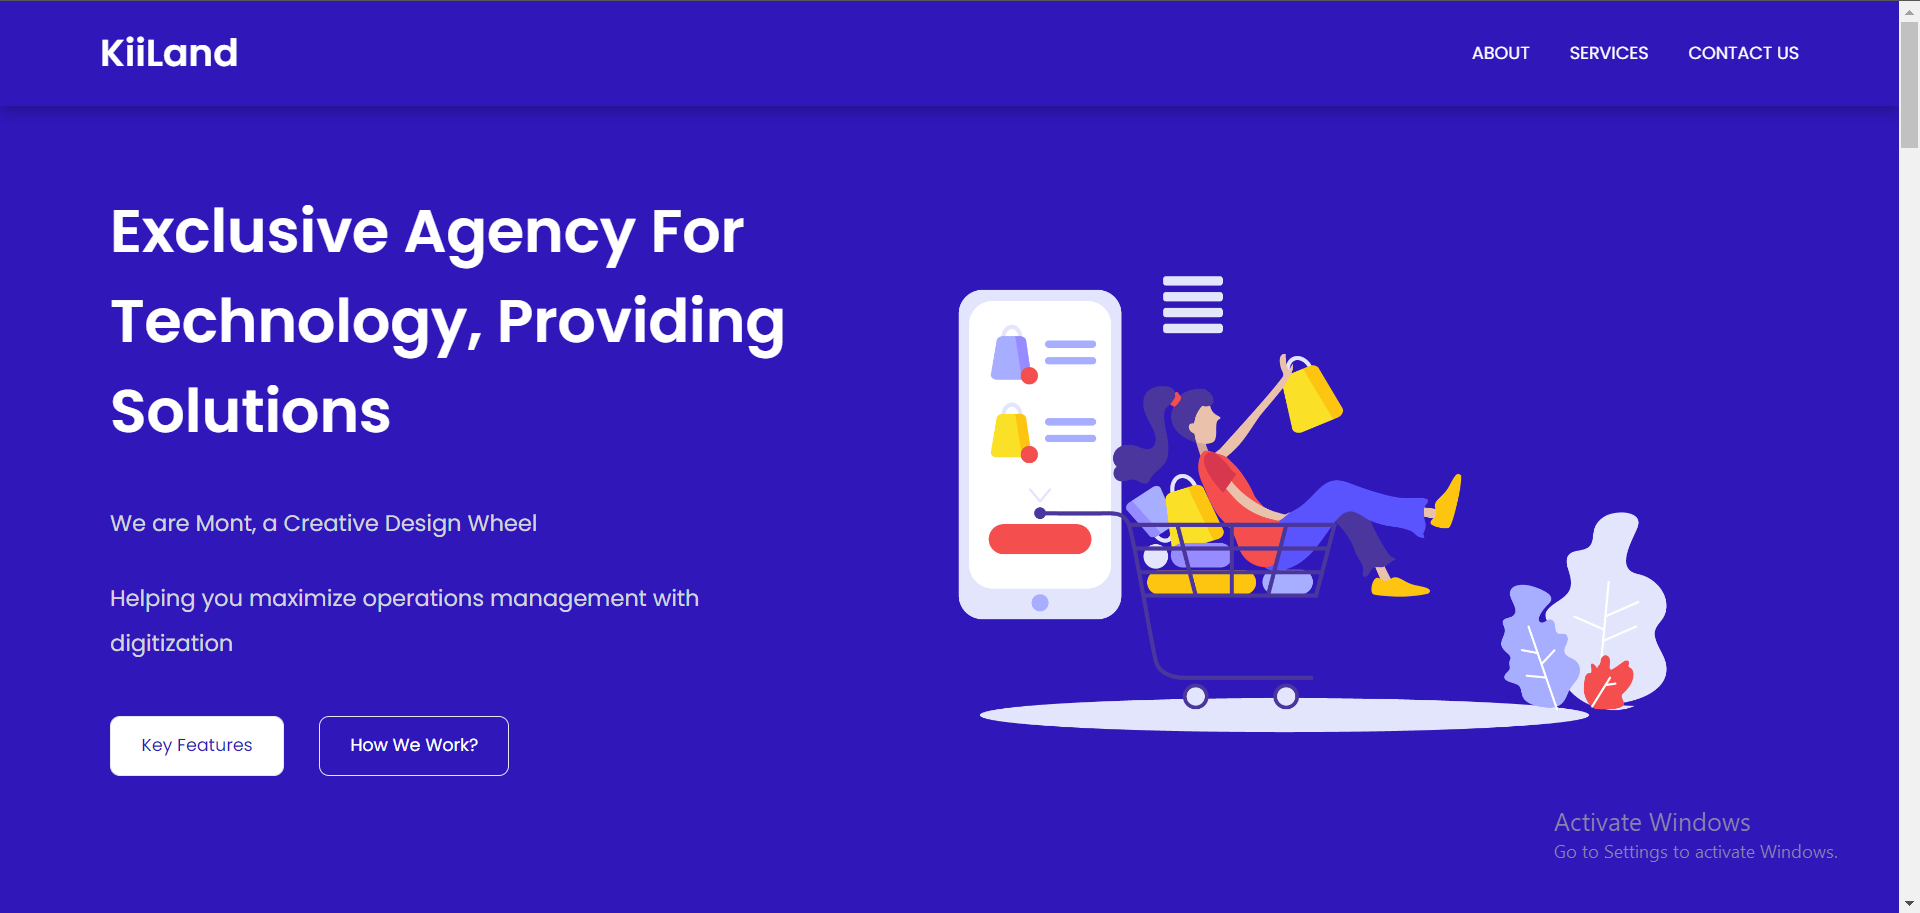 KiiLand
ABOUT
SERVICES
CONTACT US
Exclusive Agency For
Technology, Providing
Solutions
We are Mont, a Creative Design Wheel
Helping you maximize operations management with
digitization
Key Features
How We Work?
Activate Windows
Go to Settings to activate Windows.